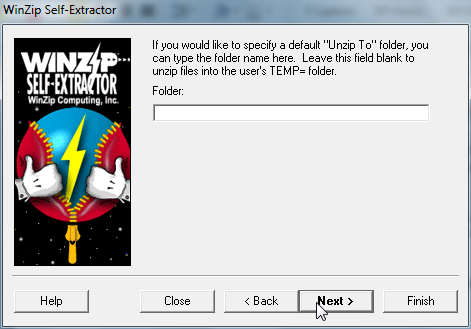 WinZip Self-Extractor
If you would like to specify a default "Unzip To" folder, you
can type the folder name here. Leave this field blank to
unzip files into the user's TEMP= folder.
Folder:
WINZIP
SELF-EXTRACTOR
WinZip Computing, Inc.
Help
Close
< Back
Next >
Finish